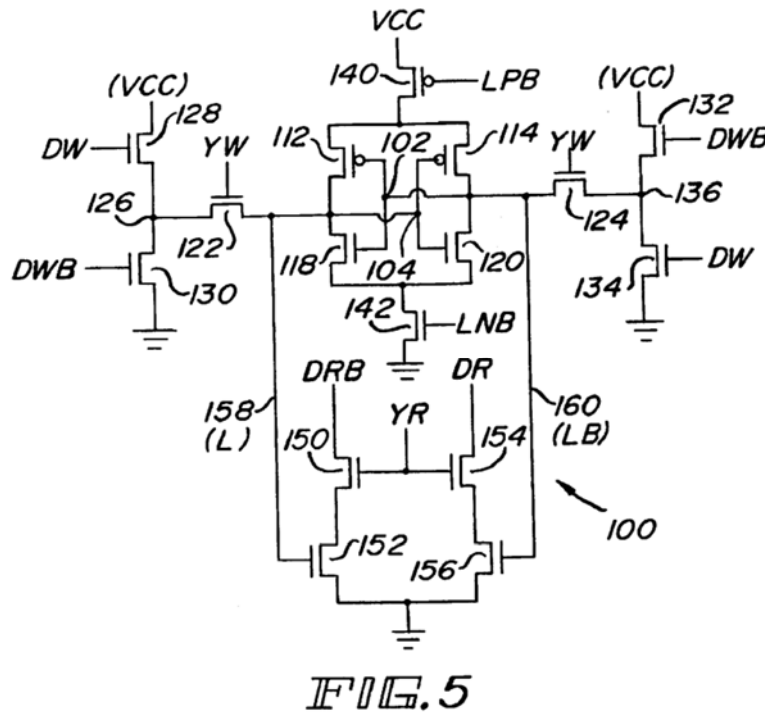 VCC
140
LPB
(VCC)
128
(VCC)
132
DW
YW
112
102
114
YW
DWB
126
136
122
118
104
120
124
DWB
130
134
DW
142
LNB
DRB
DR
158
(L)
150
YR
154
160
(LB)
152
156
100
FIG.5